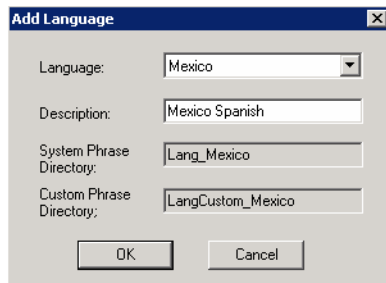 Add Language
Language:
Mexico
Description:
Mexico Spanish
System Phrase
Directory:
Lang_Mexico
Custom Phrase
Directory;
LangCustom_Mexico
OK
Cancel